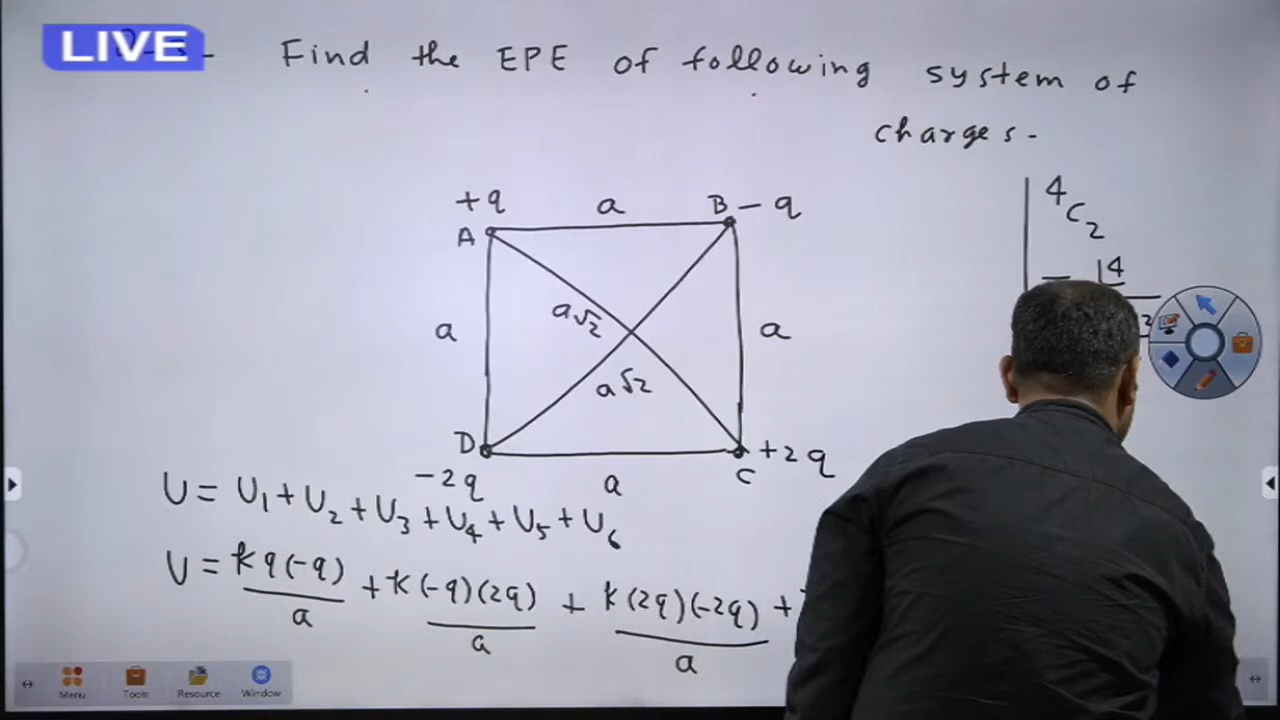 LIVE
Find the EPE of following system of
charges-
+q a B -q
A
a a√2 a
a√2
D +2q
-2q a C
4C2
4
U = U1 + U2 + U3 + U4 + U5 + U6
U = kq(-q)/a + k(-q)(2q)/a + k(2q)(-2q)/a +
Menu Tools Resource Window